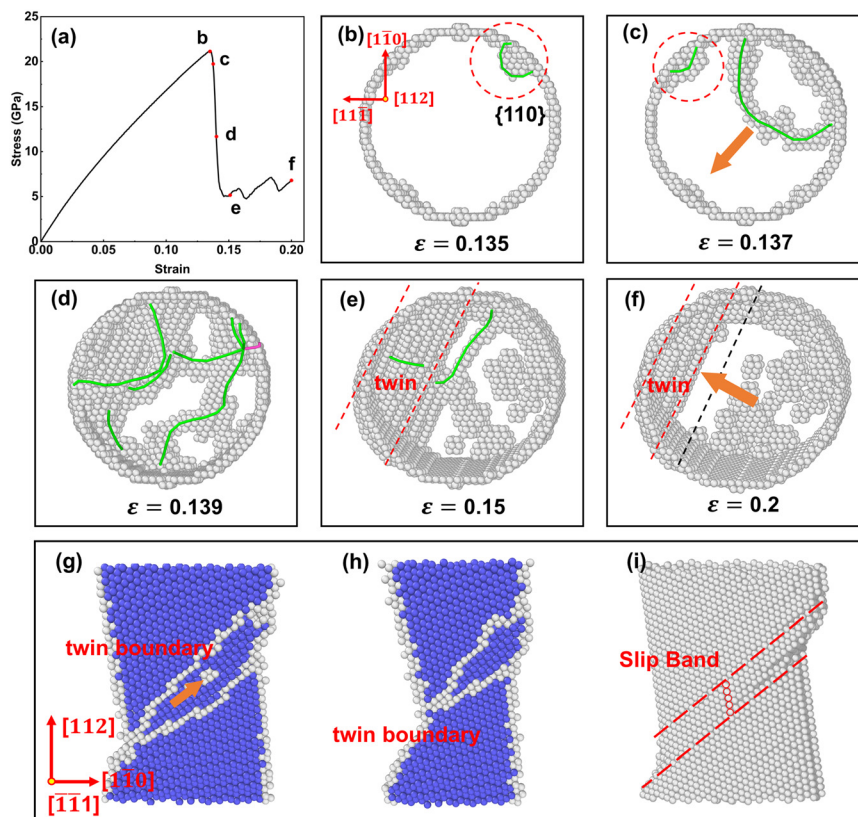 (a)
b
c
d
e
f
25
20
15
10
5
0
Stress (GPa)
0.00 0.05 0.10 0.15 0.20
Strain
(b)
[11̄0]
[111̄]
[112]
{110}
ε = 0.135
(c)
ε = 0.137
(d)
ε = 0.139
(e)
twin
ε = 0.15
(f)
twin
ε = 0.2
(g)
twin boundary
[112]
[11̄0]
[1̄1̄1]
(h)
twin boundary
(i)
Slip Band